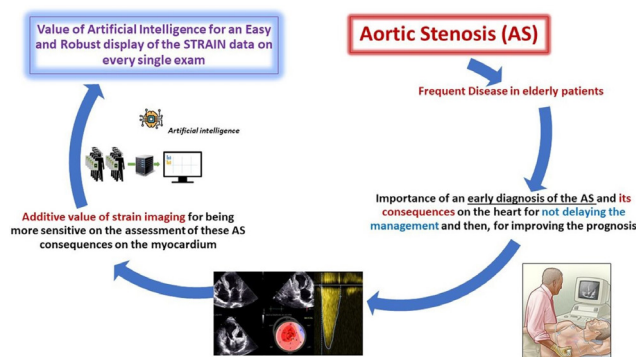 Value of Artificial Intelligence for an Easy
and Robust display of the STRAIN data on
every single exam
Aortic Stenosis (AS)
Frequent Disease in elderly patients
Artificial intelligence
Importance of an early diagnosis of the AS and its
consequences on the heart for not delaying the
management and then, for improving the prognosis
Additive value of strain imaging for being
more sensitive on the assessment of these AS
consequences on the myocardium